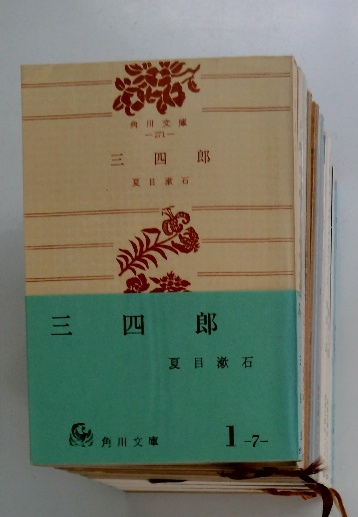 角川文庫
—271—
三四郎
夏目漱石
三四郎
夏目漱石
角川文庫
1-7-